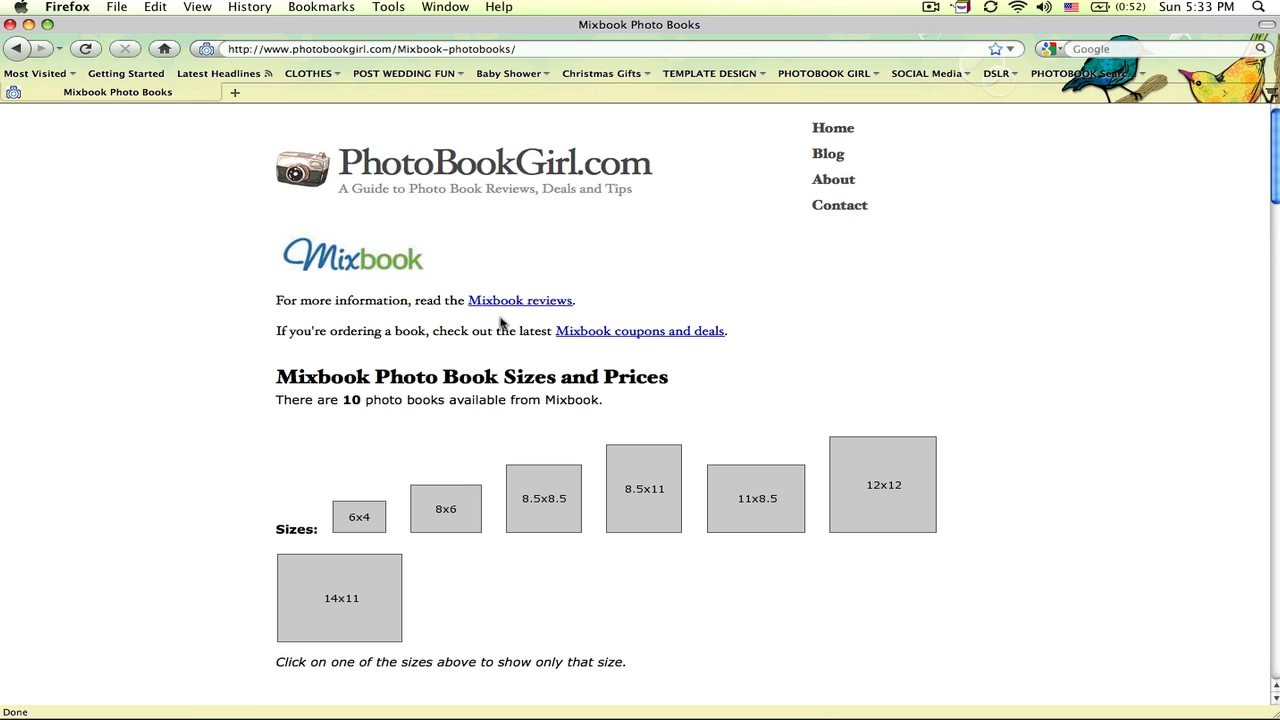 Firefox File Edit View History Bookmarks Tools Window Help (0:52) Sun 5:33 PM
Mixbook Photo Books
http://www.photobookgirl.com/Mixbook-photobooks/ Google
Most Visited Getting Started Latest Headlines CLOTHES POST WEDDING FUN Baby Shower Christmas Gifts TEMPLATE DESIGN PHOTOBOOK GIRL SOCIAL Media DSLR PHOTOBOOK
Mixbook Photo Books
Home
PhotoBookGirl.com
Blog
A Guide to Photo Book Reviews, Deals and Tips
About
Contact
Mixbook
For more information, read the Mixbook reviews.
If you're ordering a book, check out the latest Mixbook coupons and deals.
Mixbook Photo Book Sizes and Prices
There are 10 photo books available from Mixbook.
Sizes: 6x4 8x6 8.5x8.5 8.5x11 11x8.5 12x12
14x11
Click on one of the sizes above to show only that size.
Done